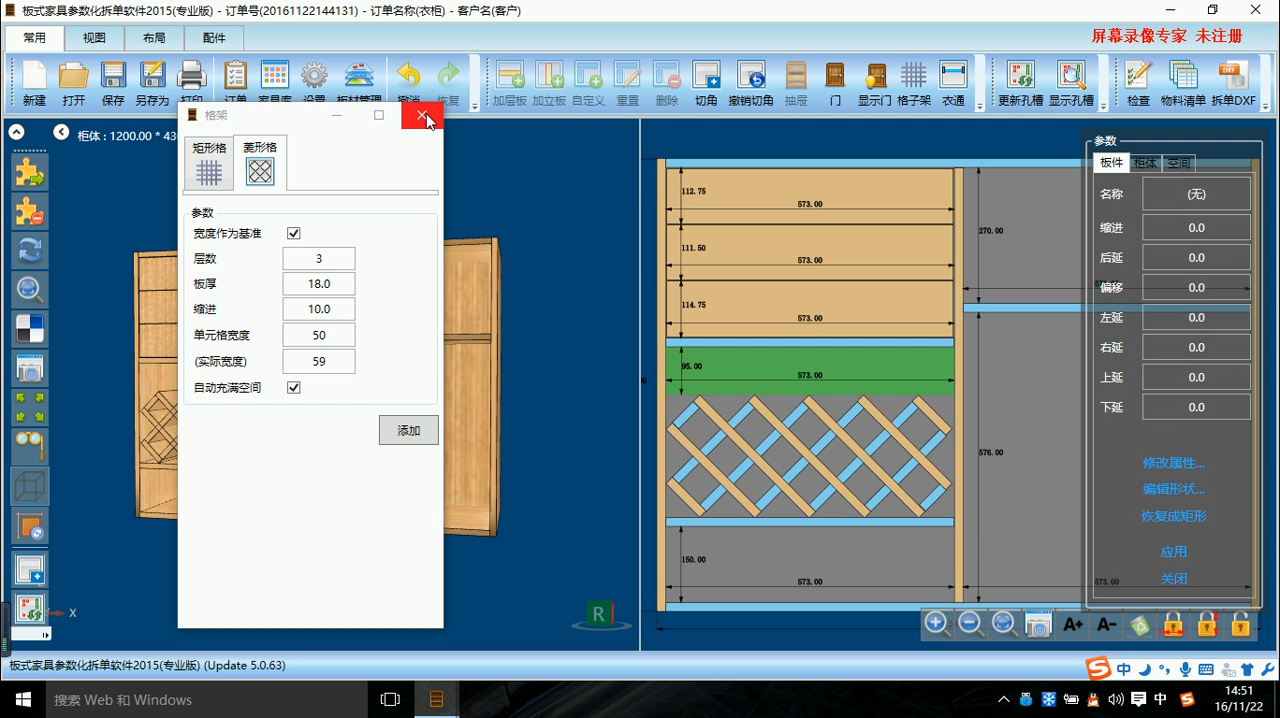 板式家具参数化拆单软件2015(专业版) - 订单号(20161122144131) - 订单名称(衣柜) - 客户名(客户)
常用 视图 布局 配件
屏幕录像专家 未注册
新建 打开 保存 另存为 打印 订单 家具库 设置 板材管理 撤消 恢复 加层板 加立板 自定义 重置 删除 切角 撤销切角 抽屉 门 显示门 格子架 衣通 更新孔槽 显示孔槽 检查 物料清单 拆单DXF
柜体 : 1200.00 * 43
格架
矩形格 菱形格
参数
宽度作为基准
层数 3
板厚 18.0
缩进 10.0
单元格宽度 50
(实际宽度) 59
自动充满空间
添加
X
R
112.75
573.00
111.50
573.00
114.75
573.00
95.00
573.00
150.00
573.00
270.00
576.00
573.00
参数
板件 柜体 空间
名称 (无)
缩进 0.0
后延 0.0
偏移 0.0
左延 0.0
右延 0.0
上延 0.0
下延 0.0
修改属性...
编辑形状...
恢复成矩形
应用
关闭
A+ A-
板式家具参数化拆单软件2015(专业版) (Update 5.0.63)
中
搜索 Web 和 Windows
中
14:51
16/11/22